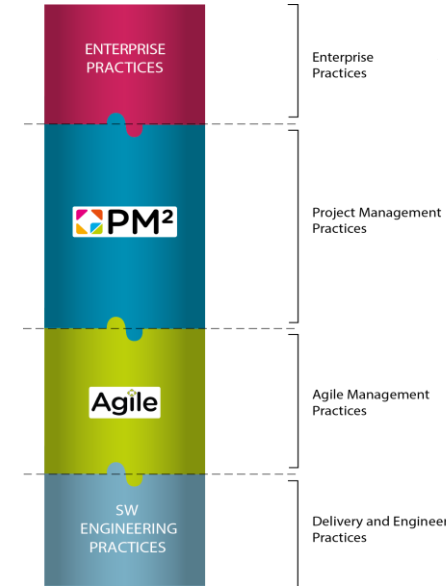 ENTERPRISE
PRACTICES
Enterprise
Practices
PM²
Project Management
Practices
Agile
Agile Management
Practices
SW
ENGINEERING
PRACTICES
Delivery and Engineer
Practices